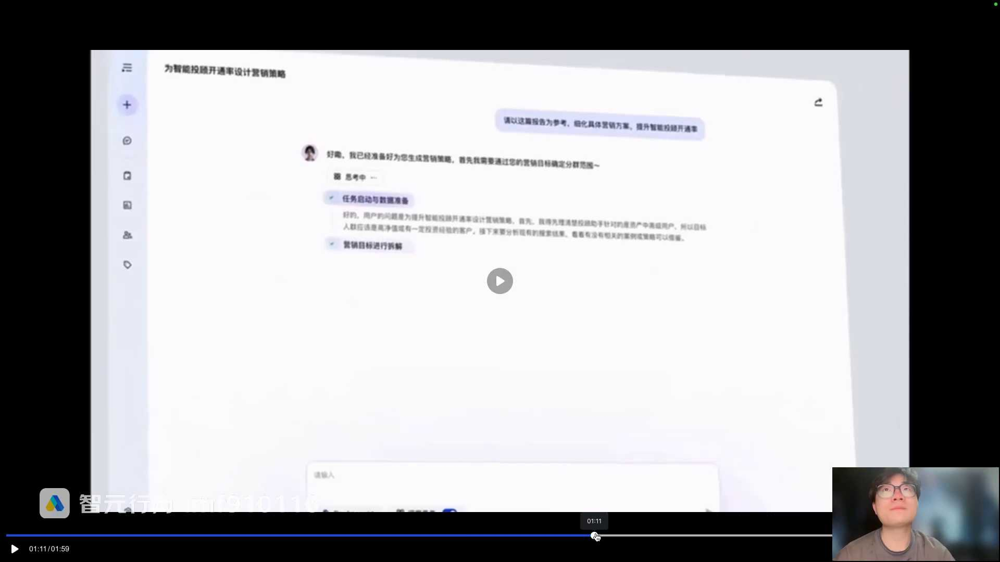 为智能投顾开通率设计营销策略
请以这篇报告为参考，细化具体营销方案，提升智能投顾开通率
好嘞，我已经准备好为您生成营销策略，首先我需要通过您的营销目标确定分群范围～
思考中 ···
任务启动与数据准备
好的，用户的问题是为提升智能投顾开通率设计营销策略，首先，我得先理清楚投顾助手针对的是资产中高级用户，所以目标
人群应该是高净值或有一定投资经验的客户，接下来要分析现有的搜索结果，看看有没有相关的案例或策略可以借鉴。
营销目标进行拆解
请输入
智元行
01:11
01:11/01:59